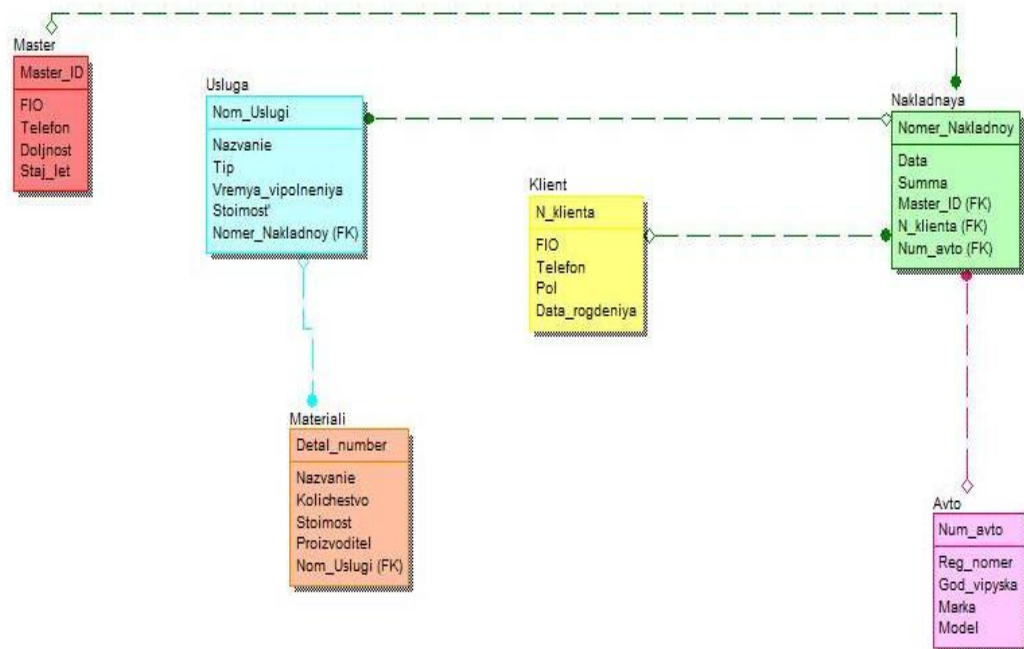 Master
Master_ID
FIO
Telefon
Doljnost
Staj_let
Usluga
Nom_Uslugi
Nazvanie
Tip
Vremya_vipolneniya
Stoimost'
Nomer_Nakladnoy (FK)
Nakladnaya
Nomer_Nakladnoy
Data
Summa
Master_ID (FK)
N_klienta (FK)
Num_avto (FK)
Klient
N_klienta
FIO
Telefon
Pol
Data_rogdeniya
Materiali
Detal_number
Nazvanie
Kolichestvo
Stoimost
Proizvoditel
Nom_Uslugi (FK)
Avto
Num_avto
Reg_nomer
God_vipyska
Marka
Model